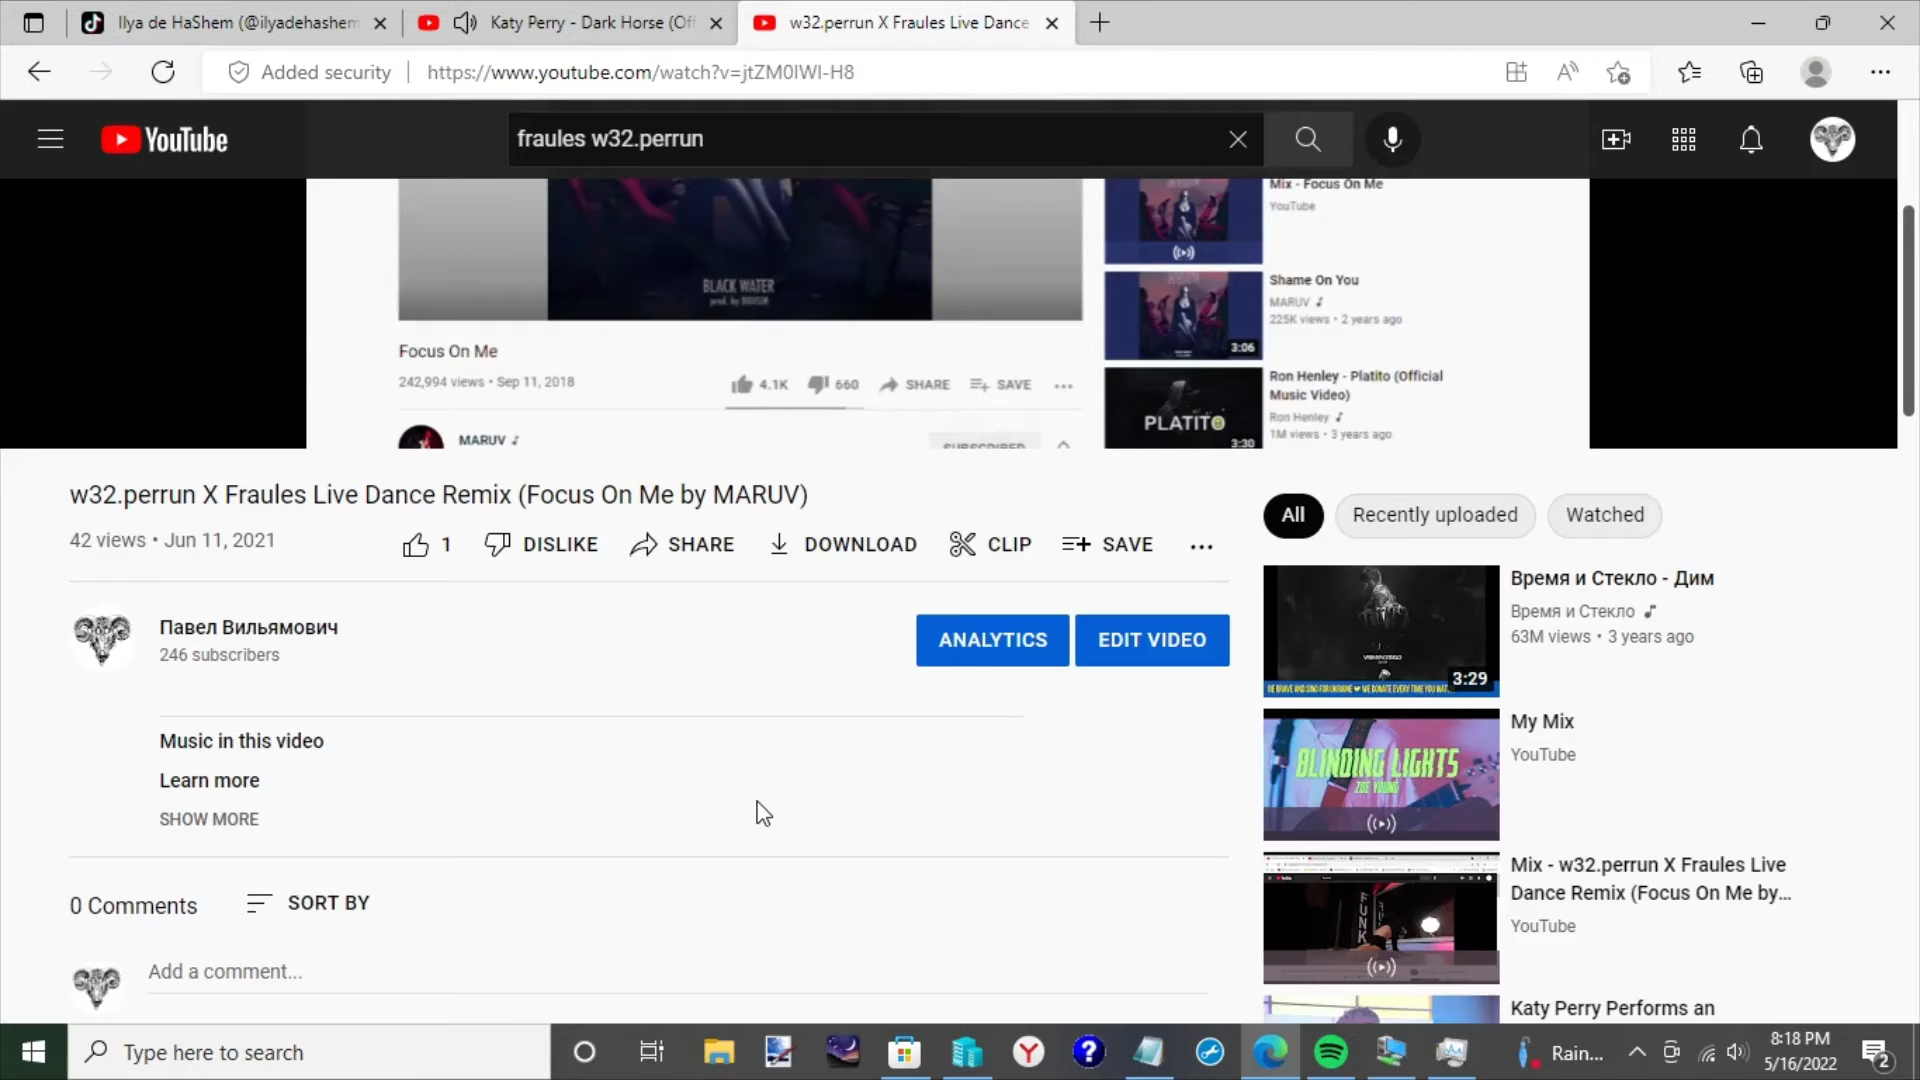 Ilya de HaShem (@ilyadehashem
Katy Perry - Dark Horse (Of
w32.perrun X Fraules Live Dance
Added security
https://www.youtube.com/watch?v=jtZM0IWI-H8
YouTube
fraules w32.perrun
BLACK WATER
Focus On Me
242,994 views • Sep 11, 2018
4.1K
660
SHARE
SAVE
MARUV
SUBSCRIBED
Mix - Focus On Me
YouTube
Shame On You
MARUV
225K views • 2 years ago
3:06
Ron Henley - Platito (Official
Music Video)
Ron Henley
1M views • 3 years ago
PLATITO
3:30
w32.perrun X Fraules Live Dance Remix (Focus On Me by MARUV)
42 views • Jun 11, 2021
1
DISLIKE
SHARE
DOWNLOAD
CLIP
SAVE
Павел Вильямович
246 subscribers
ANALYTICS
EDIT VIDEO
Music in this video
Learn more
SHOW MORE
0 Comments
SORT BY
Add a comment...
All
Recently uploaded
Watched
Время и Стекло - Дим
Время и Стекло
63M views • 3 years ago
3:29
My Mix
YouTube
BLINDING LIGHTS
ZOE YOUNG
Mix - w32.perrun X Fraules Live
Dance Remix (Focus On Me by...
YouTube
FUNK
Katy Perry Performs an
Type here to search
Rain...
8:18 PM
5/16/2022
2